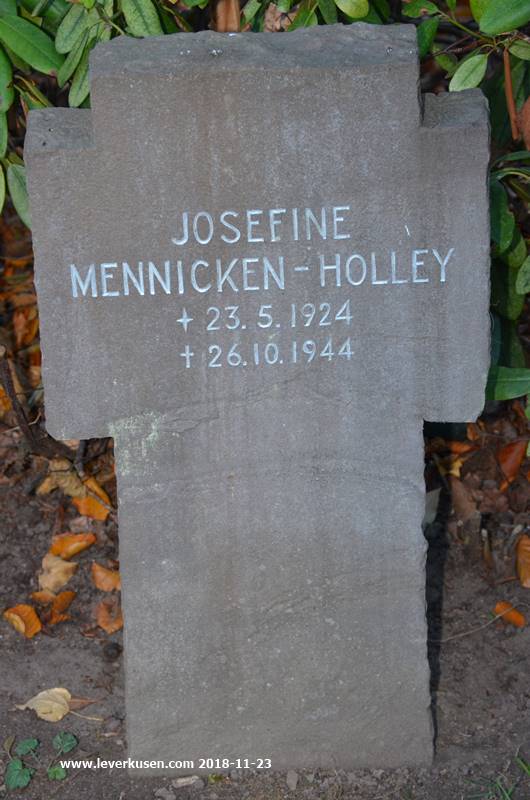 JOSEFINE
MENNICKEN-HOLLEY
+ 23.5.1924
† 26.10.1944
www.leverkusen.com 2018-11-23